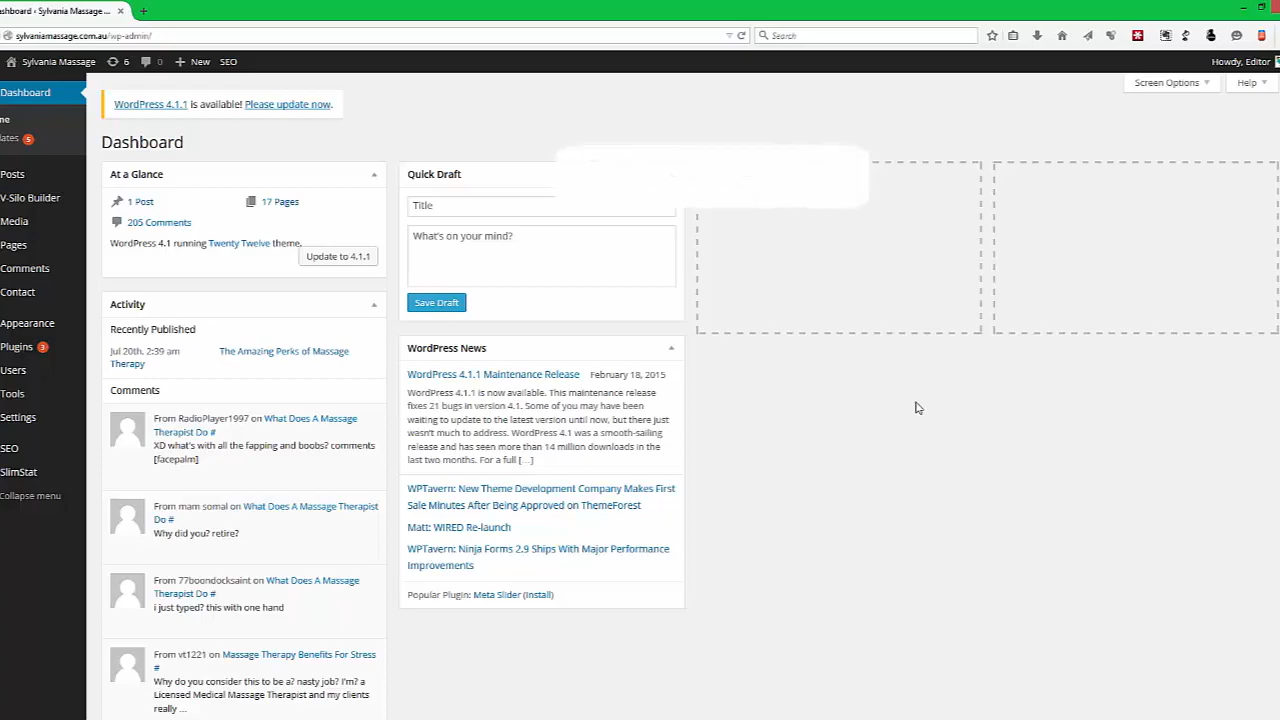 ashboard ‹ Sylvania Massage ...
sylvaniamassage.com.au/wp-admin/
Search
Sylvania Massage 6 0 New SEO
Howdy, Editor
Screen Options Help
Dashboard
WordPress 4.1.1 is available! Please update now.
Dashboard
me
ates 5
Posts
V-Silo Builder
Media
Pages
Comments
Contact
Appearance
Plugins 3
Users
Tools
Settings
SEO
SlimStat
Collapse menu
At a Glance
1 Post 17 Pages
205 Comments
WordPress 4.1 running Twenty Twelve theme.
Update to 4.1.1
Activity
Recently Published
Jul 20th, 2:39 am The Amazing Perks of Massage
Therapy
Comments
From RadioPlayer1997 on What Does A Massage
Therapist Do #
XD what's with all the fapping and boobs? comments
[facepalm]
From mam somal on What Does A Massage Therapist
Do #
Why did you? retire?
From 77boondocksaint on What Does A Massage
Therapist Do #
i just typed? this with one hand
From vt1221 on Massage Therapy Benefits For Stress
#
Why do you consider this to be a? nasty job? I'm? a
Licensed Medical Massage Therapist and my clients
really ...
Quick Draft
Title
What's on your mind?
Save Draft
WordPress News
WordPress 4.1.1 Maintenance Release February 18, 2015
WordPress 4.1.1 is now available. This maintenance release
fixes 21 bugs in version 4.1. Some of you may have been
waiting to update to the latest version until now, but there just
wasn't much to address. WordPress 4.1 was a smooth-sailing
release and has seen more than 14 million downloads in the
last two months. For a full [...]
WPTavern: New Theme Development Company Makes First
Sale Minutes After Being Approved on ThemeForest
Matt: WIRED Re-launch
WPTavern: Ninja Forms 2.9 Ships With Major Performance
Improvements
Popular Plugin: Meta Slider (Install)